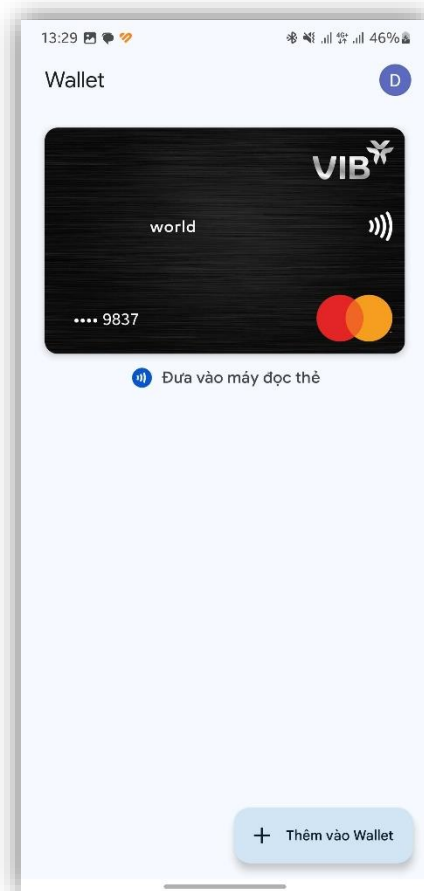 13:29 46%
Wallet D
VIB
world
•••• 9837
Đưa vào máy đọc thẻ
+ Thêm vào Wallet